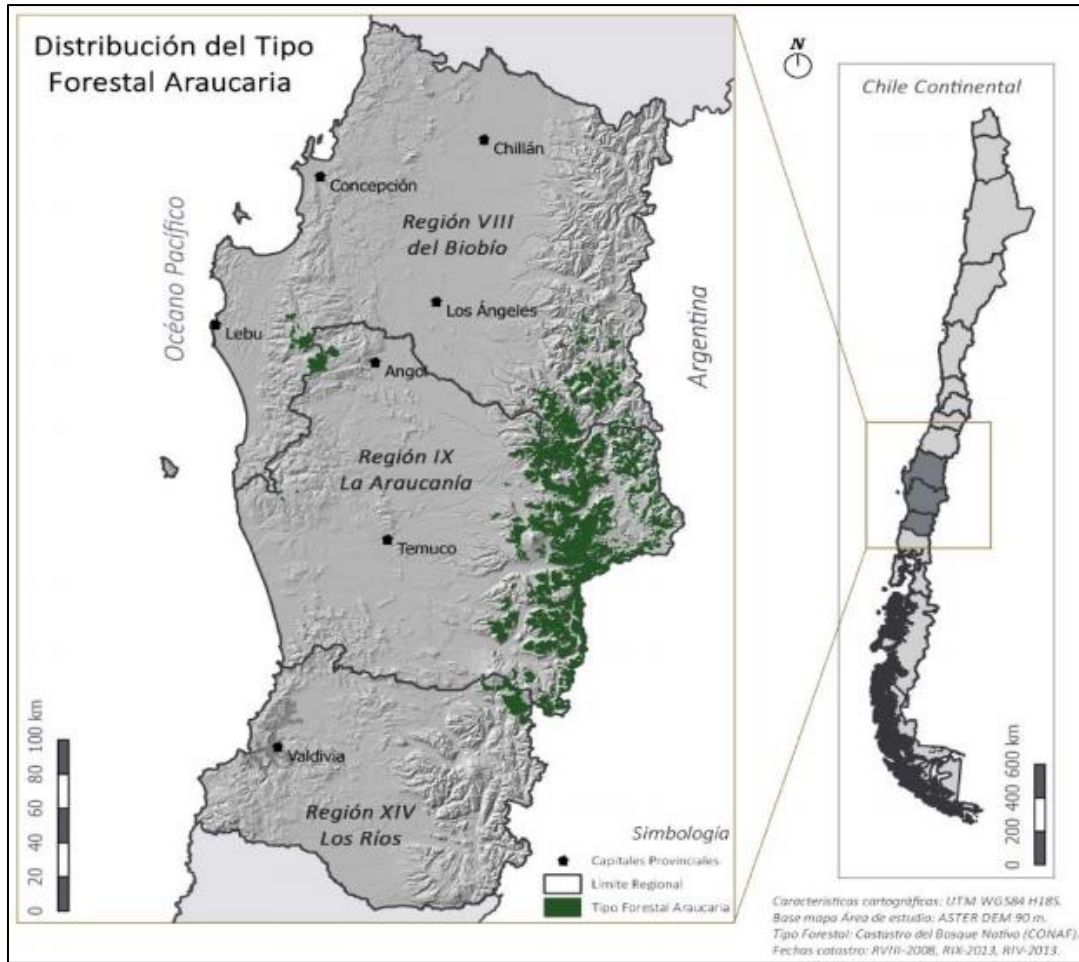 Distribución del Tipo
Forestal Araucaria
N
Chile Continental
Chillán
Concepción
Océano Pacífico
Región VIII
del Biobío
Argentina
Los Ángeles
Lebu
Angol
Región IX
La Araucanía
Temuco
Valdivia
Región XIV
Los Ríos
0 20 40 60 80 100 km
0 200 400 600 km
Simbología
Capitales Provinciales
Límite Regional
Tipo Forestal Araucaria
Características cartográficas: UTM WGS84 H18S.
Base mapa Área de estudio: ASTER DEM 90 m.
Tipo Forestal: Catastro del Bosque Nativo (CONAF).
Fechas catastro: RVIII-2008, RIX-2013, RIV-2013.